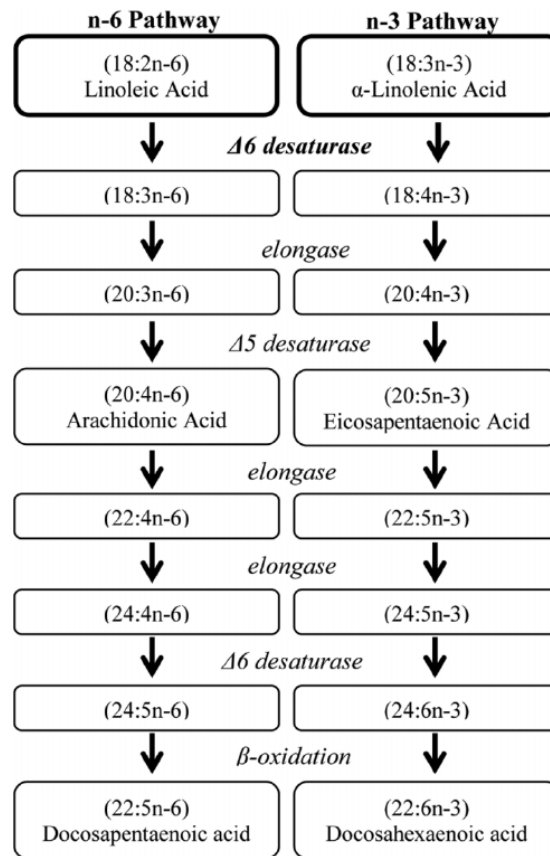 n-6 Pathway n-3 Pathway
(18:2n-6) (18:3n-3)
Linoleic Acid α-Linolenic Acid
Δ6 desaturase
(18:3n-6) (18:4n-3)
elongase
(20:3n-6) (20:4n-3)
Δ5 desaturase
(20:4n-6) (20:5n-3)
Arachidonic Acid Eicosapentaenoic Acid
elongase
(22:4n-6) (22:5n-3)
elongase
(24:4n-6) (24:5n-3)
Δ6 desaturase
(24:5n-6) (24:6n-3)
β-oxidation
(22:5n-6) (22:6n-3)
Docosapentaenoic acid Docosahexaenoic acid